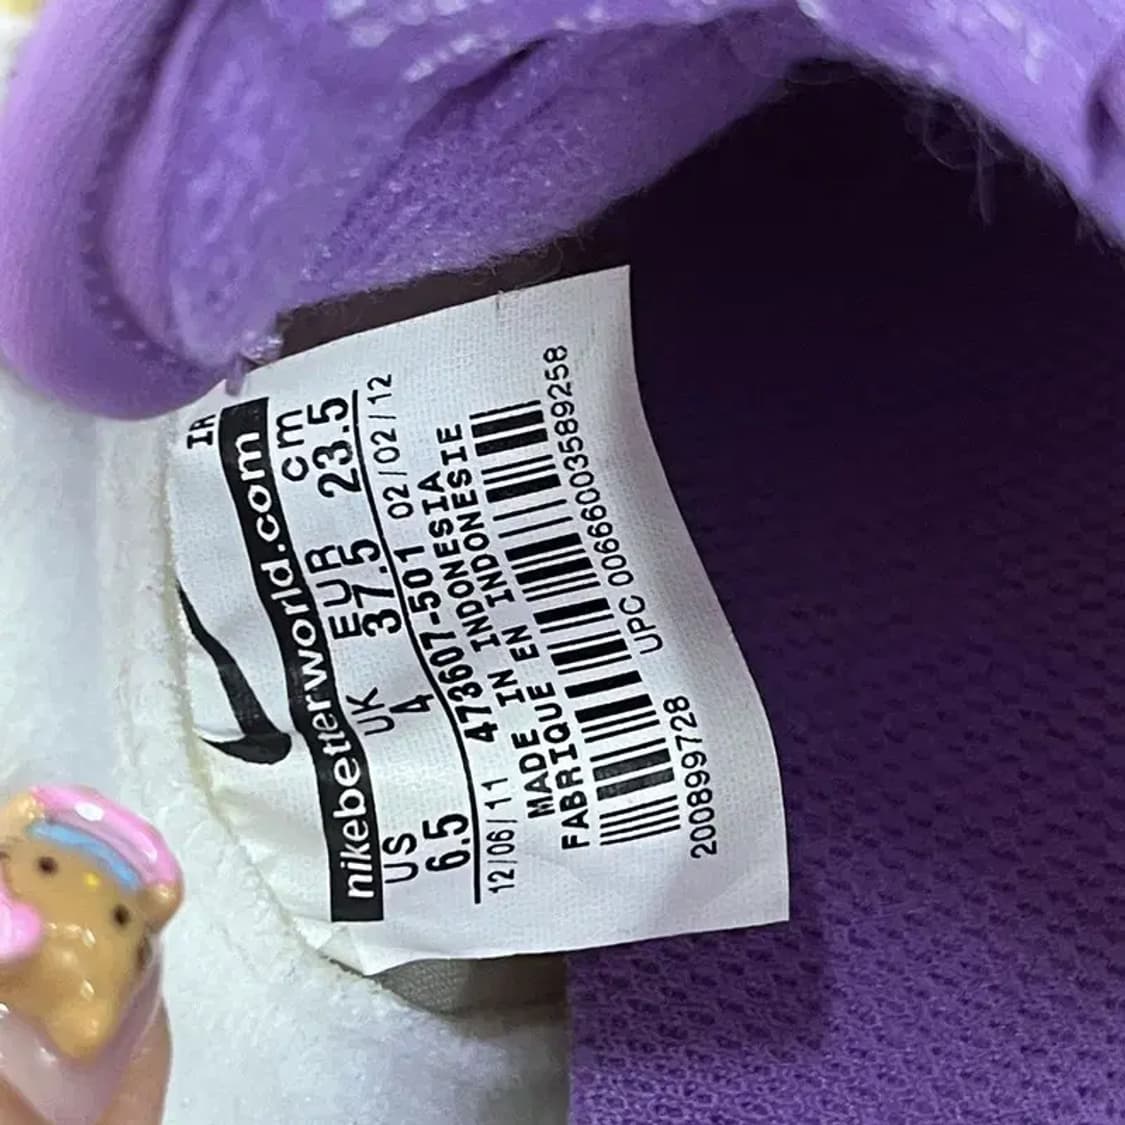 IR
nikebetterworld.com
US UK EUR cm
6.5 4 37.5 23.5
12/06/11 473607-501 02/02/12
MADE IN INDONESIA
FABRIQUE EN INDONESIE
UPC 00666003589258
200899728